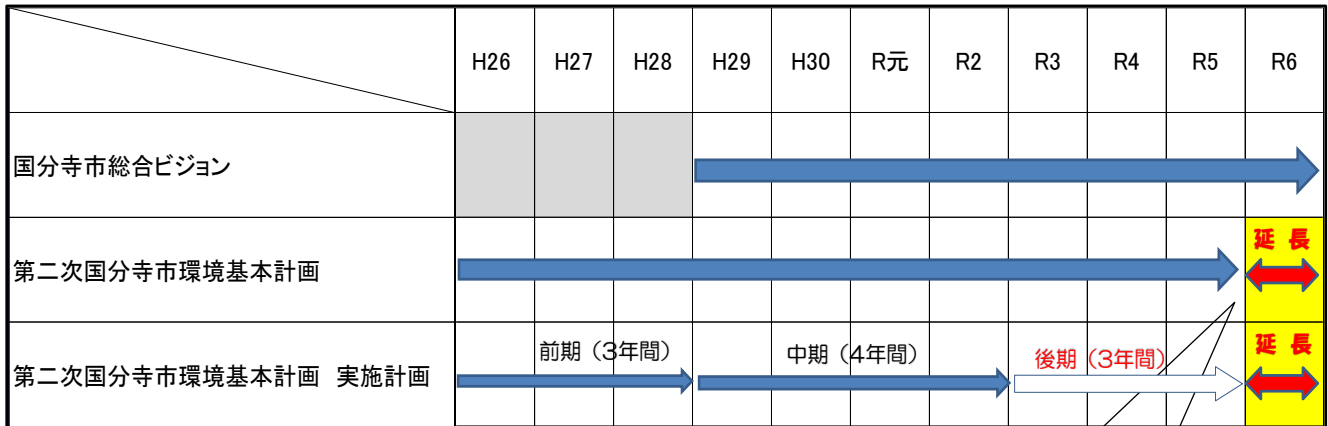 H26 H27 H28 H29 H30 R元 R2 R3 R4 R5 R6
国分寺市総合ビジョン
第二次国分寺市環境基本計画
延 長
前期（3年間） 中期（4年間） 後期（3年間）
第二次国分寺市環境基本計画　実施計画
延 長